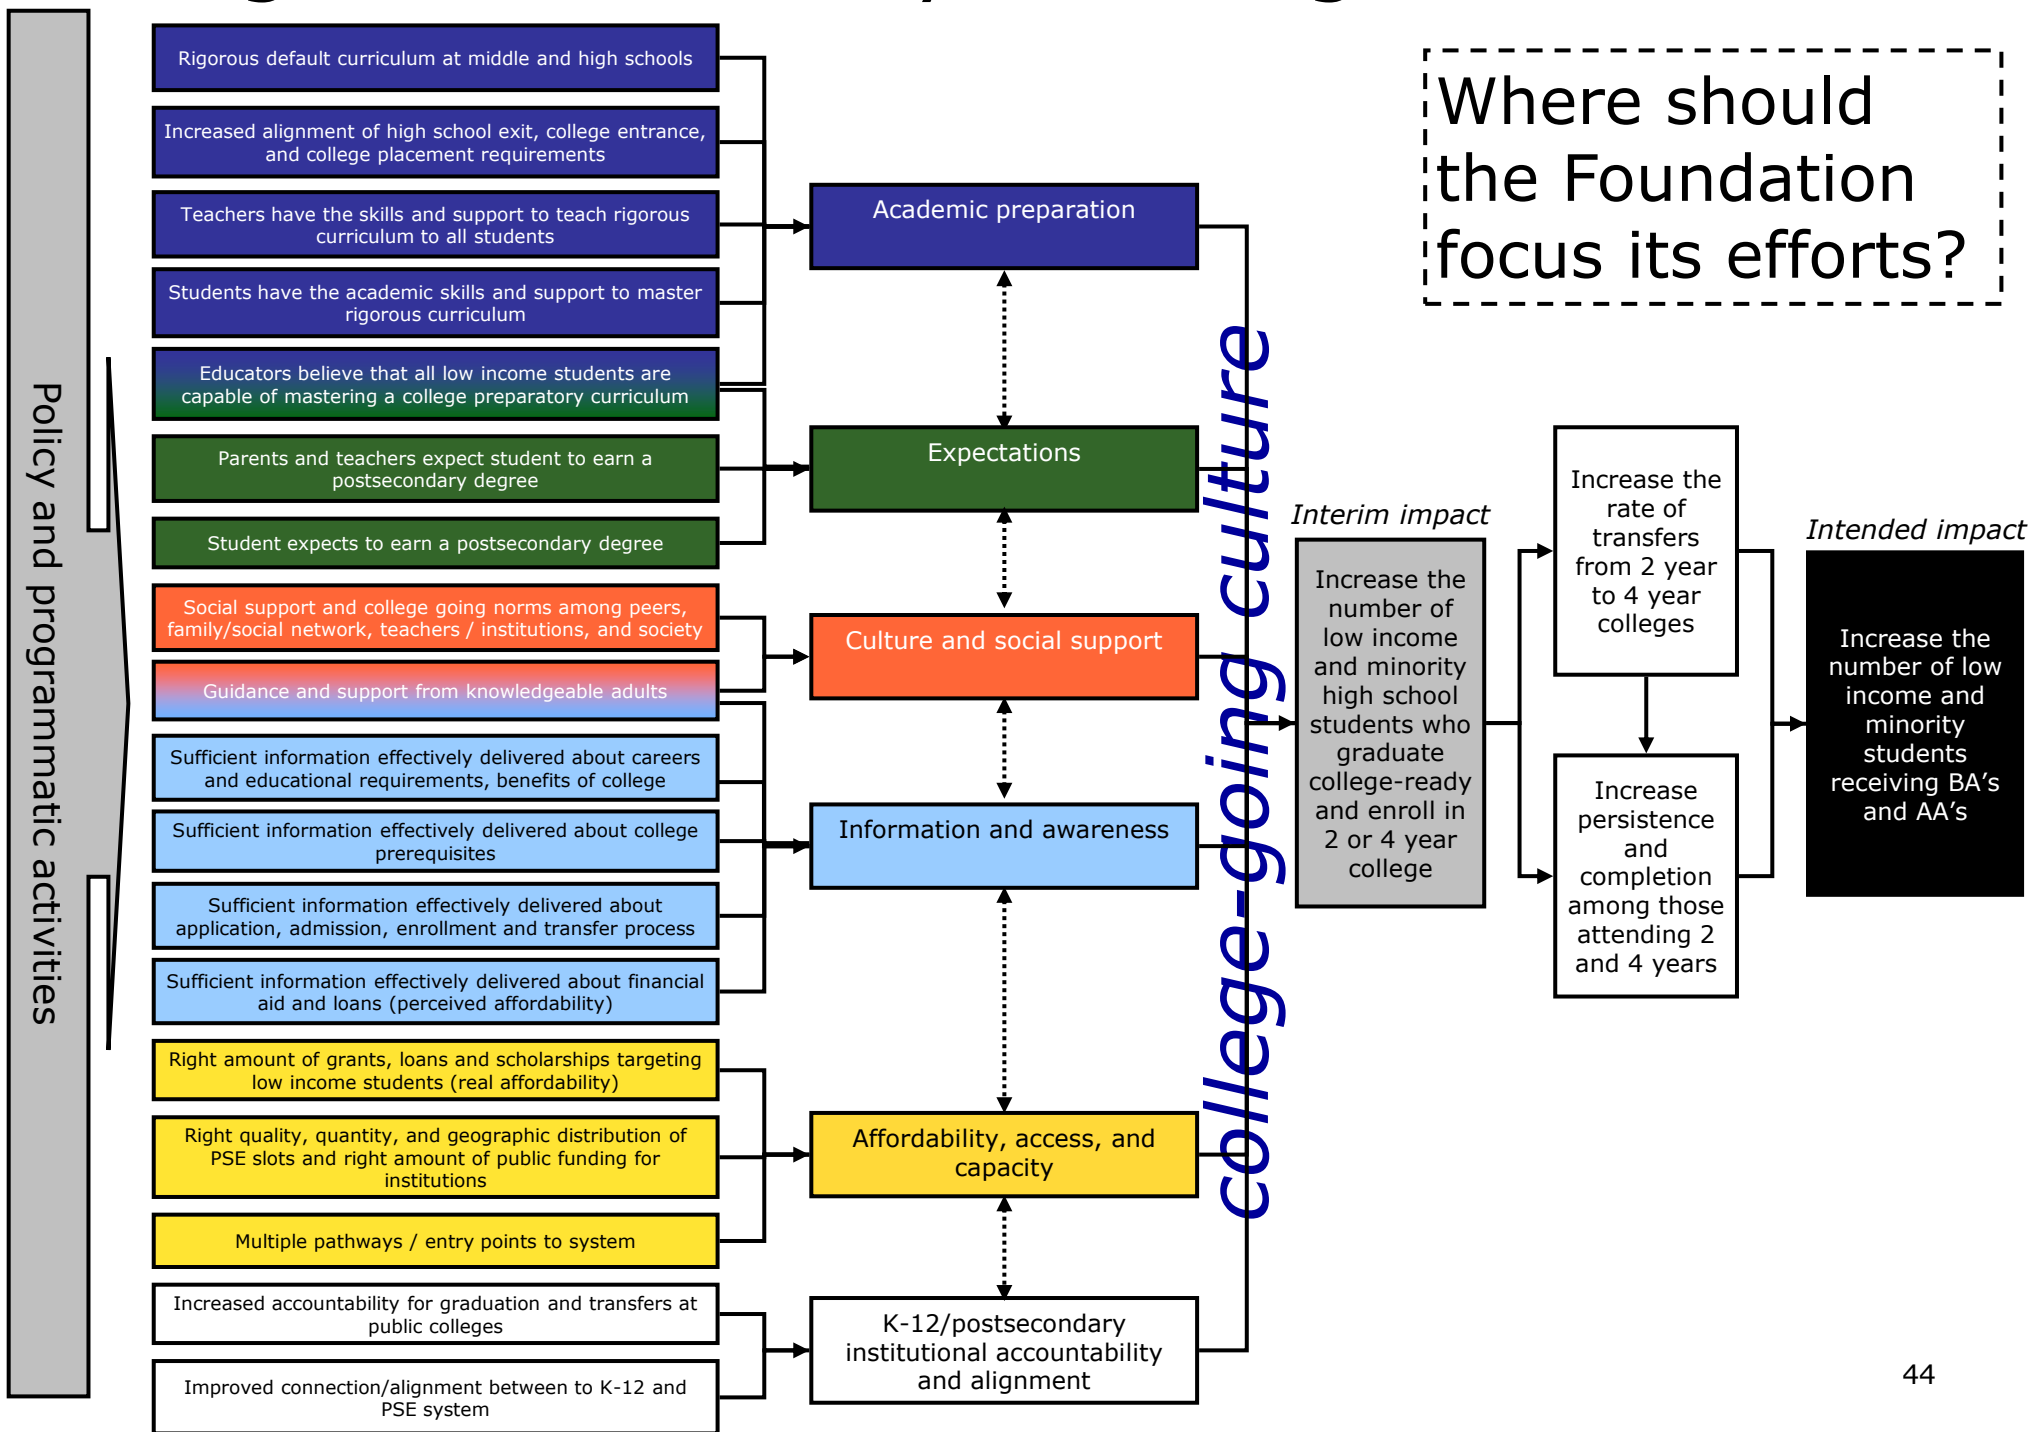 Policy and programmatic activities
Rigorous default curriculum at middle and high schools
Increased alignment of high school exit, college entrance,
and college placement requirements
Teachers have the skills and support to teach rigorous
curriculum to all students
Students have the academic skills and support to master
rigorous curriculum
Educators believe that all low income students are
capable of mastering a college preparatory curriculum
Parents and teachers expect student to earn a
postsecondary degree
Student expects to earn a postsecondary degree
Social support and college going norms among peers,
family/social network, teachers / institutions, and society
Guidance and support from knowledgeable adults
Sufficient information effectively delivered about careers
and educational requirements, benefits of college
Sufficient information effectively delivered about college
prerequisites
Sufficient information effectively delivered about
application, admission, enrollment and transfer process
Sufficient information effectively delivered about financial
aid and loans (perceived affordability)
Right amount of grants, loans and scholarships targeting
low income students (real affordability)
Right quality, quantity, and geographic distribution of
PSE slots and right amount of public funding for
institutions
Multiple pathways / entry points to system
Increased accountability for graduation and transfers at
public colleges
Improved connection/alignment between to K-12 and
PSE system
Academic preparation
Expectations
Culture and social support
Information and awareness
Affordability, access, and
capacity
K-12/postsecondary
institutional accountability
and alignment
college-going culture
Where should
the Foundation
focus its efforts?
Interim impact
Increase the
number of
low income
and minority
high school
students who
graduate
college-ready
and enroll in
2 or 4 year
college
Increase the
rate of
transfers
from 2 year
to 4 year
colleges
Increase
persistence
and
completion
among those
attending 2
and 4 years
Intended impact
Increase the
number of low
income and
minority
students
receiving BA's
and AA's
44